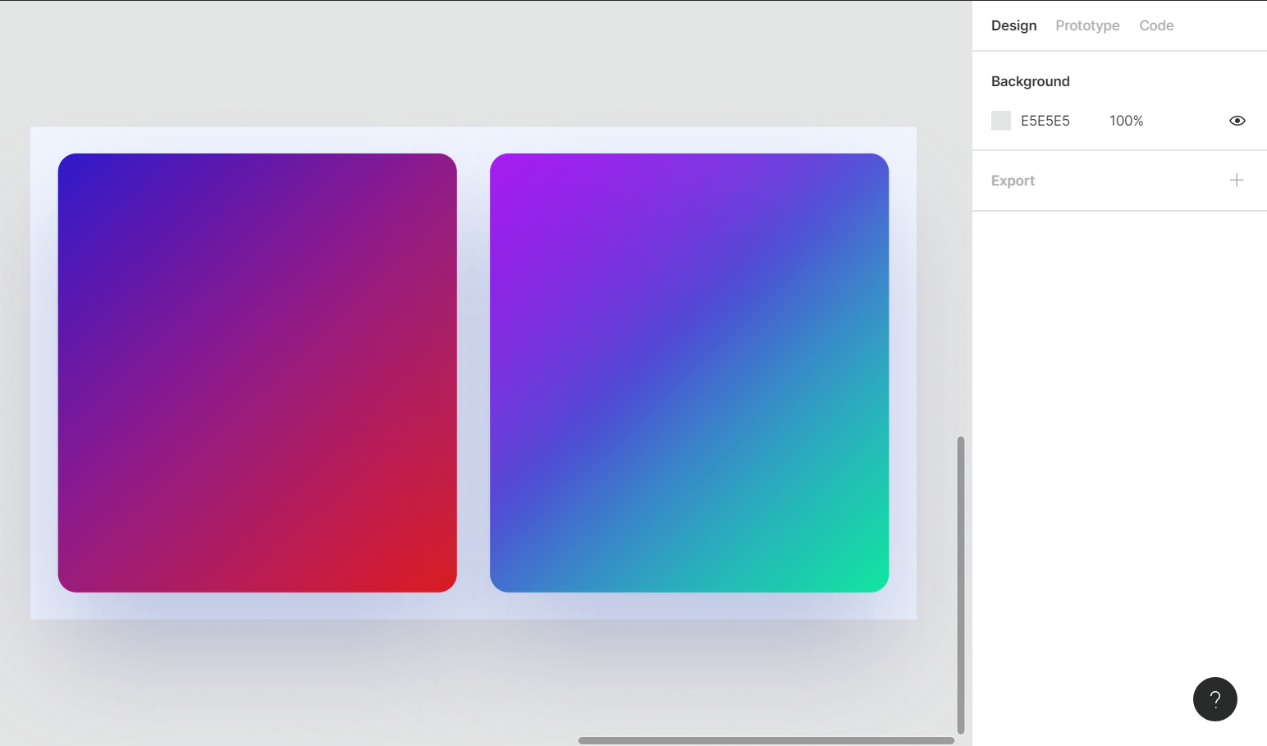 Design Prototype Code
Background
E5E5E5 100%
Export
?